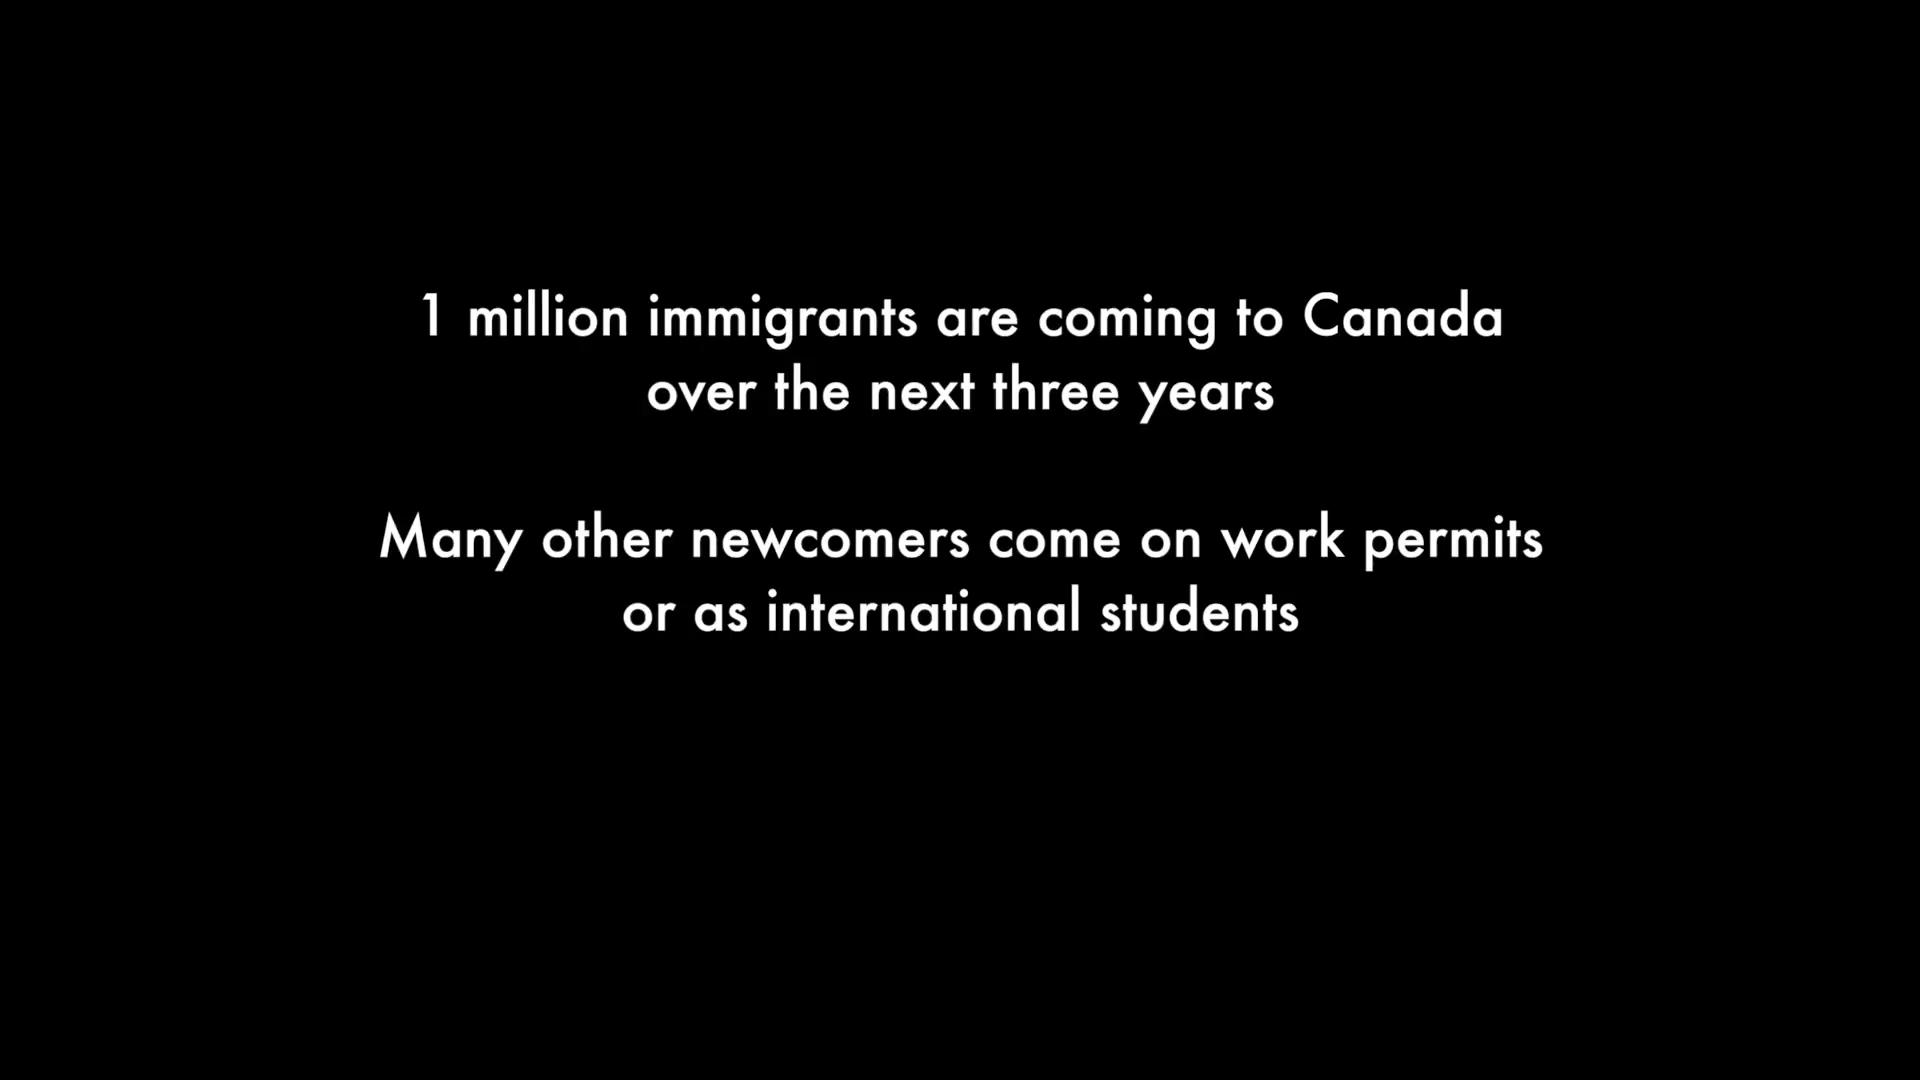 1 million immigrants are coming to Canada
over the next three years
Many other newcomers come on work permits
or as international students